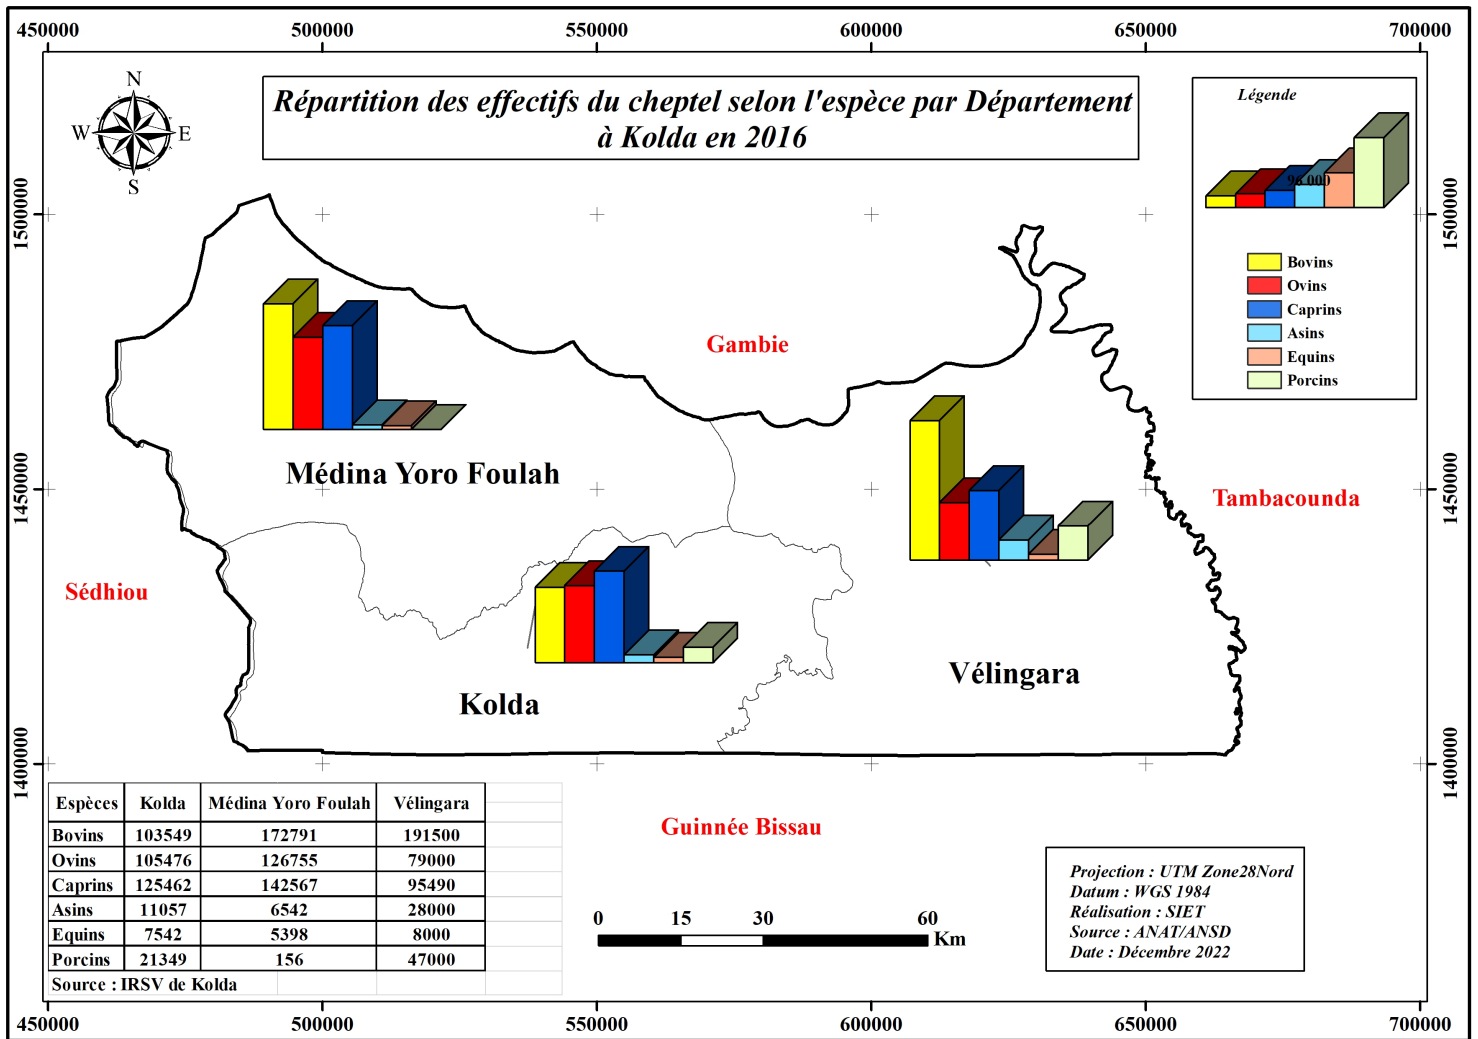 450000 500000 550000 600000 650000 700000
N
W E
S
Répartition des effectifs du cheptel selon l'espèce par Département
à Kolda en 2016
Légende
96 000
Bovins
Ovins
Caprins
Asins
Equins
Porcins
1500000 1500000
Gambie
Médina Yoro Foulah
1450000 1450000
Tambacounda
Sédhiou
Vélingara
Kolda
1400000 1400000
Espèces Kolda Médina Yoro Foulah Vélingara
Bovins 103549 172791 191500
Ovins 105476 126755 79000
Caprins 125462 142567 95490
Asins 11057 6542 28000
Equins 7542 5398 8000
Porcins 21349 156 47000
Source : IRSV de Kolda
Guinnée Bissau
0 15 30 60
Km
Projection : UTM Zone28Nord
Datum : WGS 1984
Réalisation : SIET
Source : ANAT/ANSD
Date : Décembre 2022
450000 500000 550000 600000 650000 700000